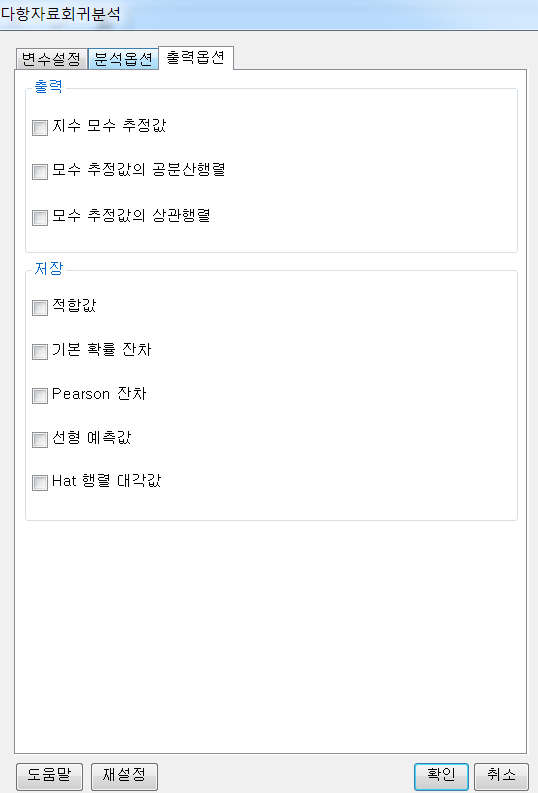 다항자료회귀분석
변수설정 분석옵션 출력옵션
출력
지수 모수 추정값
모수 추정값의 공분산행렬
모수 추정값의 상관행렬
저장
적합값
기본 확률 잔차
Pearson 잔차
선형 예측값
Hat 행렬 대각값
도움말 재설정 확인 취소